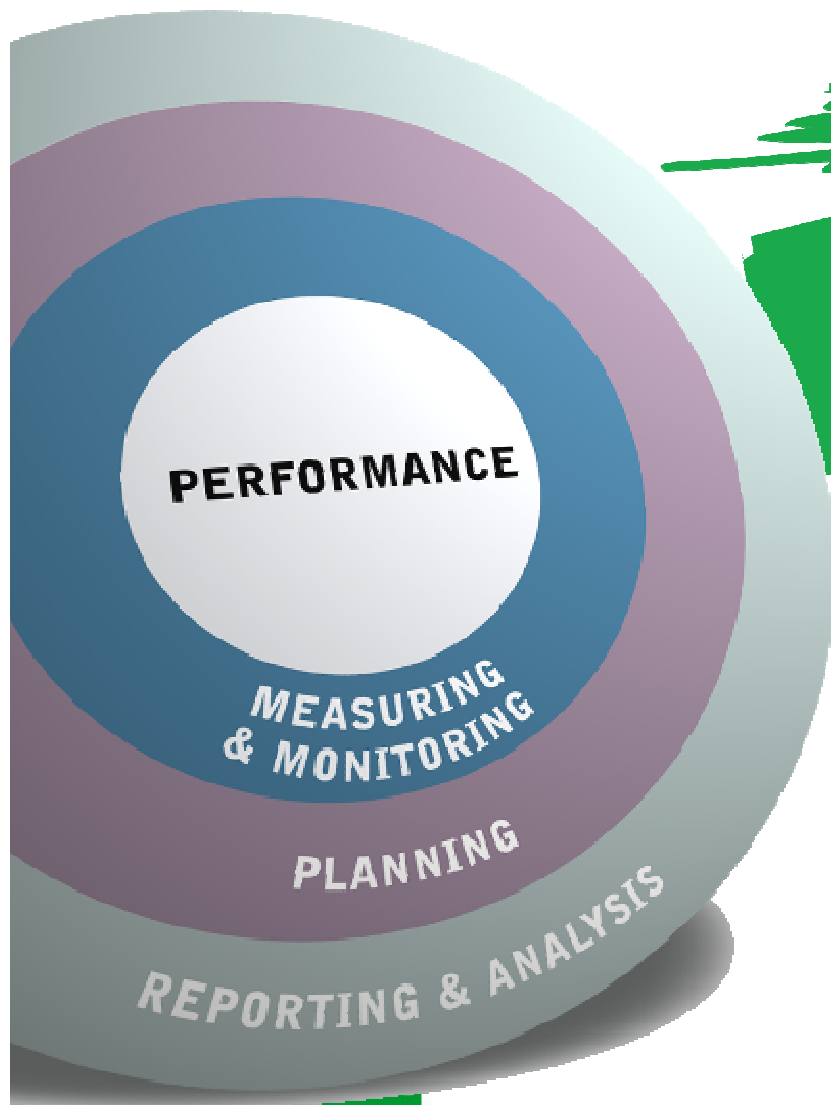 PERFORMANCE
MEASURING
& MONITORING
PLANNING
REPORTING & ANALYSIS